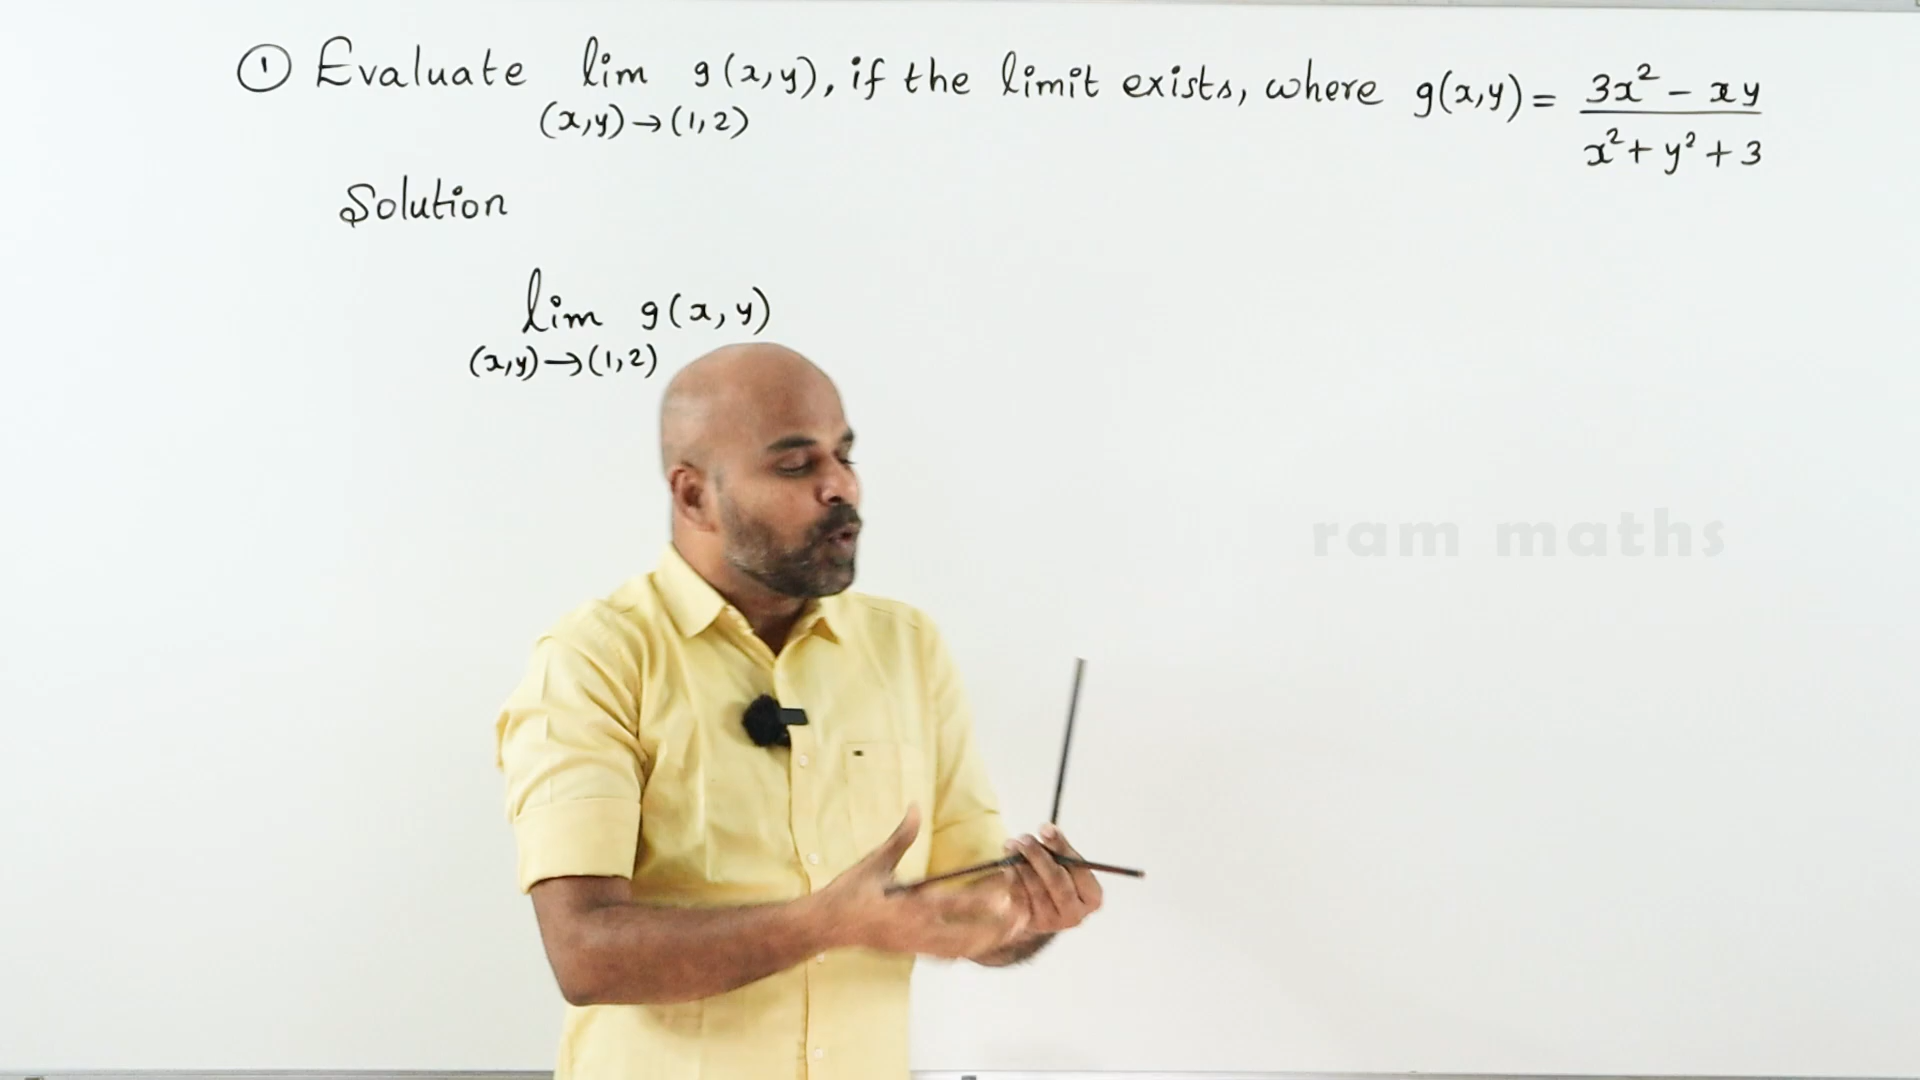 ① Evaluate lim g(x,y), if the limit exists, where g(x,y) = 3x² - xy
(x,y)→(1,2)
x²+y²+3
Solution
lim g(x,y)
(x,y)→(1,2)
ram maths